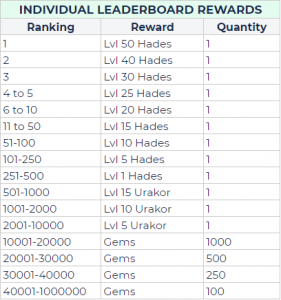 INDIVIDUAL LEADERBOARD REWARDS
Ranking Reward Quantity
1 Lvl 50 Hades 1
2 Lvl 40 Hades 1
3 Lvl 30 Hades 1
4 to 5 Lvl 25 Hades 1
6 to 10 Lvl 20 Hades 1
11 to 50 Lvl 15 Hades 1
51-100 Lvl 10 Hades 1
101-250 Lvl 5 Hades 1
251-500 Lvl 1 Hades 1
501-1000 Lvl 15 Urakor 1
1001-2000 Lvl 10 Urakor 1
2001-10000 Lvl 5 Urakor 1
10001-20000 Gems 1000
20001-30000 Gems 500
30001-40000 Gems 250
40001-1000000 Gems 100